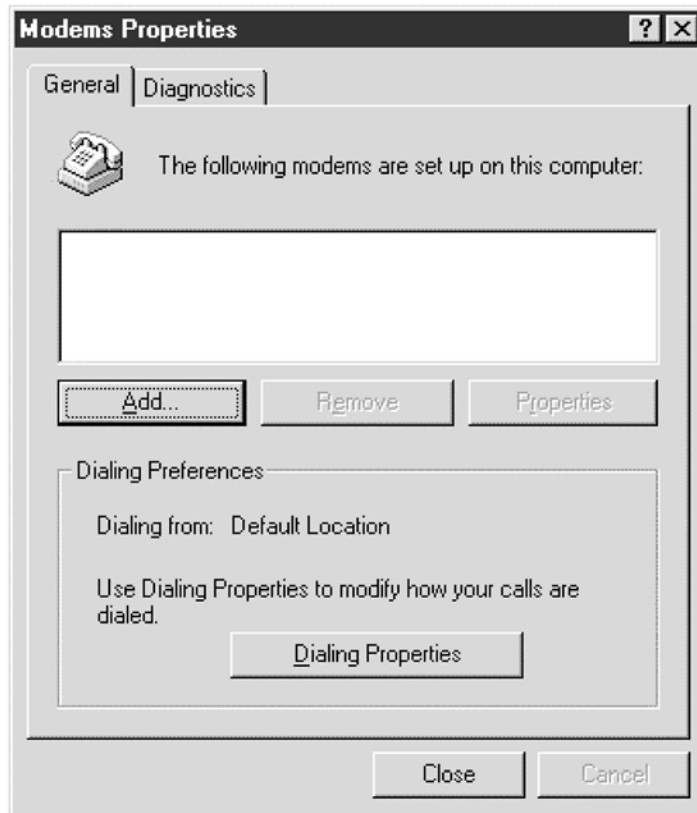 Modems Properties
General Diagnostics
The following modems are set up on this computer:
Add... Remove Properties
Dialing Preferences
Dialing from: Default Location
Use Dialing Properties to modify how your calls are
dialed.
Dialing Properties
Close Cancel